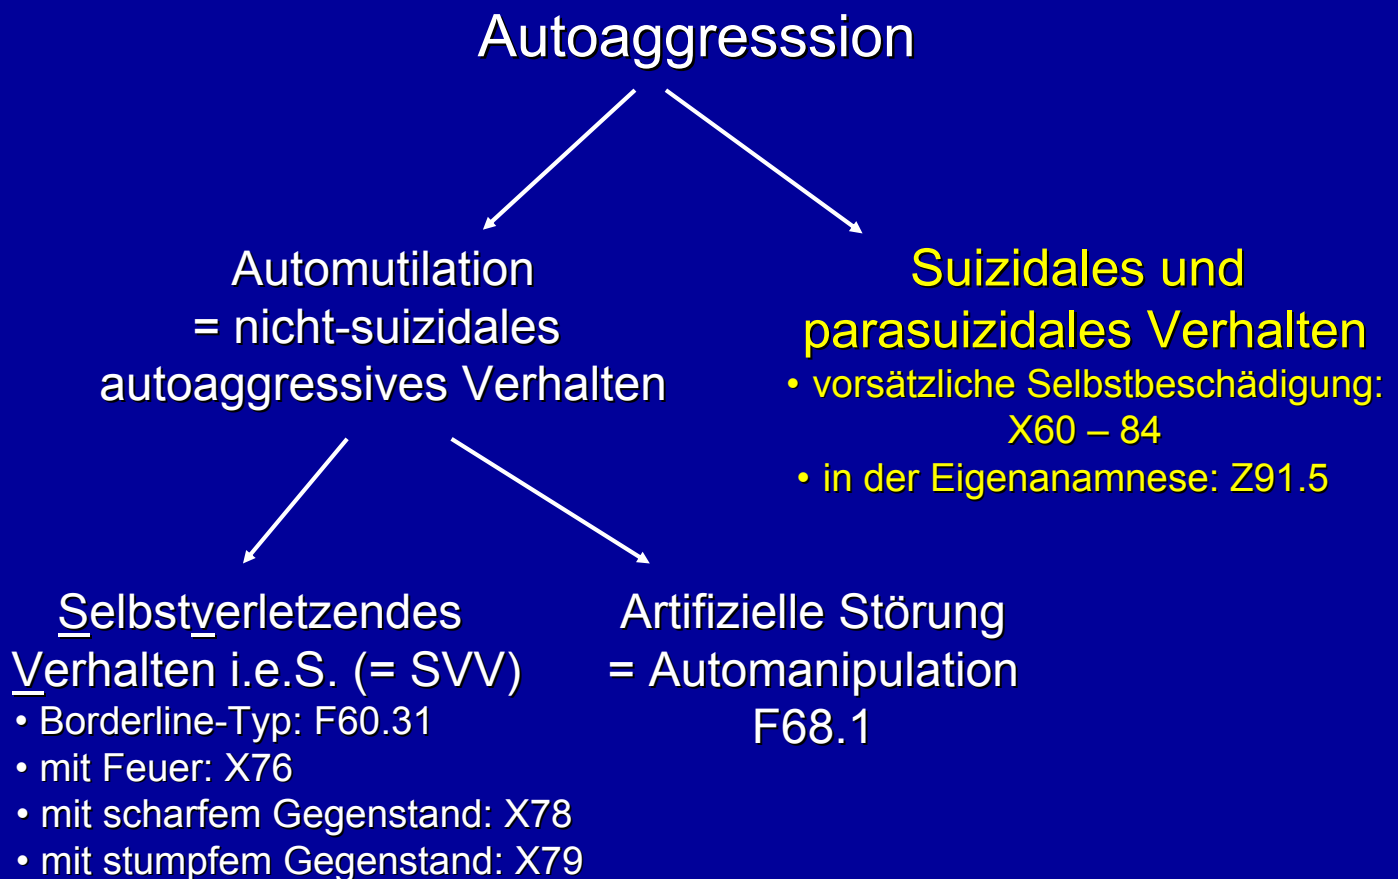 Autoaggresssion
Automutilation
= nicht-suizidales
autoaggressives Verhalten
Suizidales und
parasuizidales Verhalten
• vorsätzliche Selbstbeschädigung:
X60 – 84
• in der Eigenanamnese: Z91.5
Selbstverletzendes
Verhalten i.e.S. (= SVV)
• Borderline-Typ: F60.31
• mit Feuer: X76
• mit scharfem Gegenstand: X78
• mit stumpfem Gegenstand: X79
Artifizielle Störung
= Automanipulation
F68.1